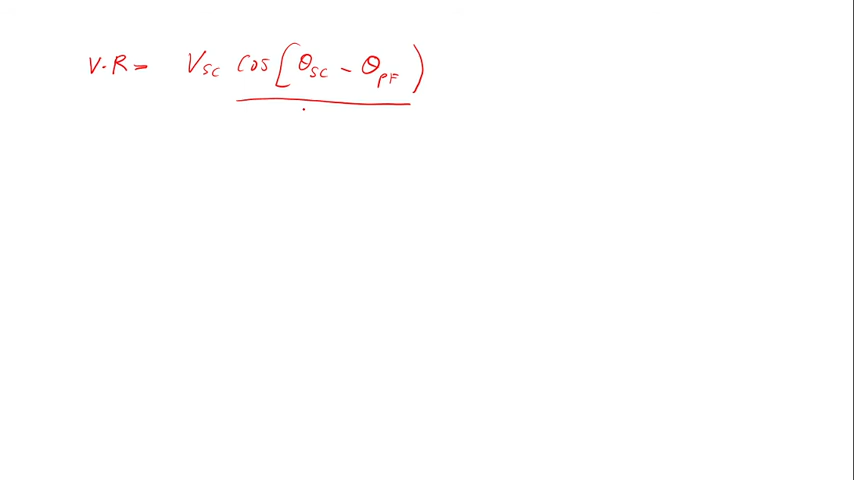 V.R = Vsc cos[θsc - θPF)